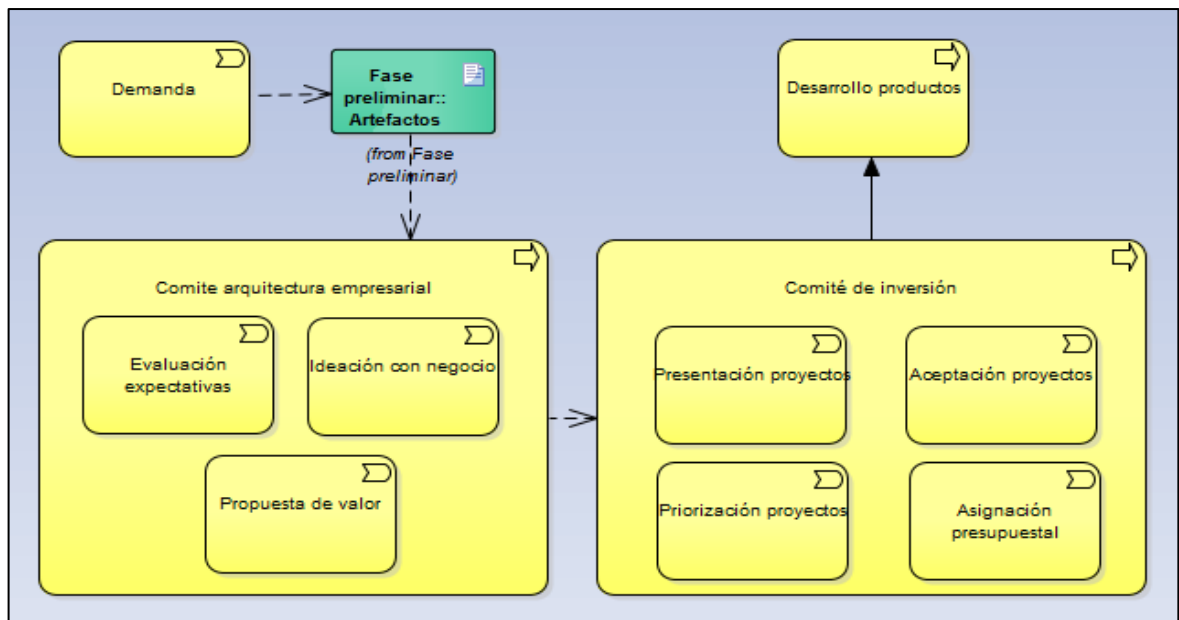 Demanda
Fase
preliminar::
Artefactos
(from Fase
preliminar)
Desarrollo productos
Comite arquitectura empresarial
Evaluación
expectativas
Ideación con negocio
Propuesta de valor
Comité de inversión
Presentación proyectos
Aceptación proyectos
Priorización proyectos
Asignación
presupuestal